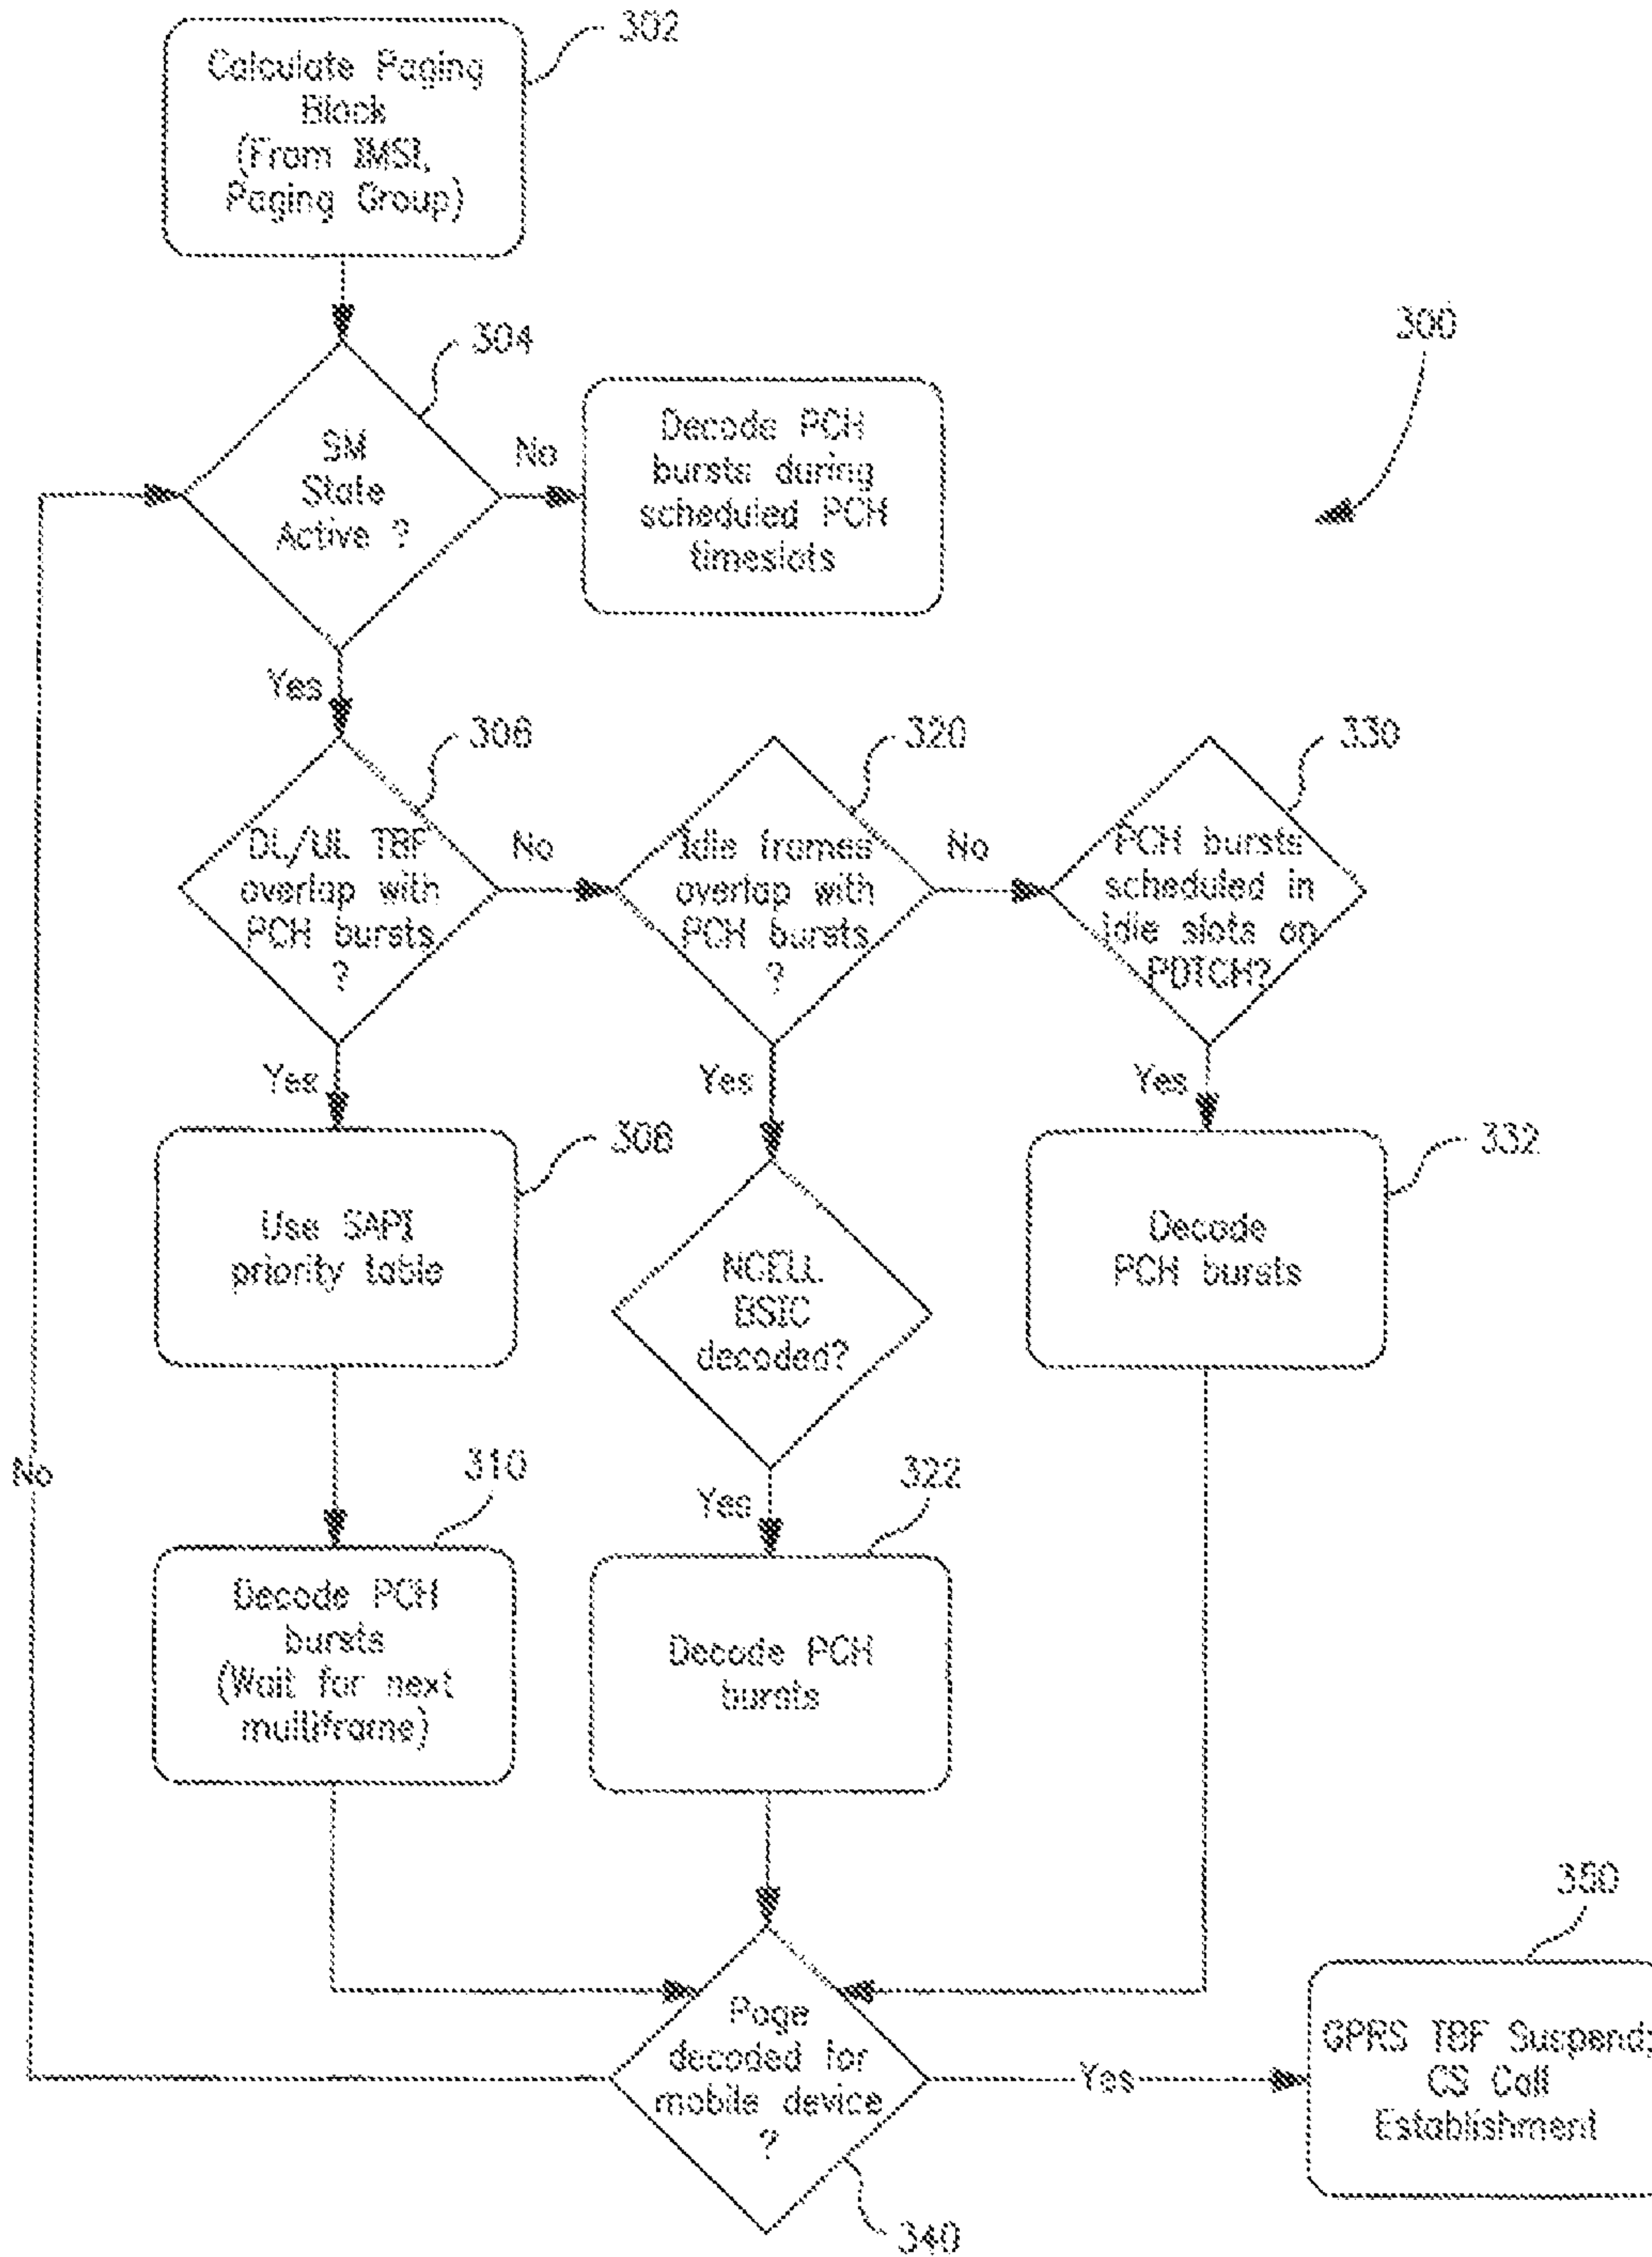 302
Calculate Paging
Block
(From IMSI,
Paging Group)
304
300
SM
State
Active ?
No
Decode PCH
bursts during
scheduled PCH
timeslots
Yes
306
320
330
DL/UL TBF
overlap with
PCH bursts
?
No
Idle frames
overlap with
PCH bursts
?
No
PCH bursts
scheduled in
idle slots on
PDTCH?
Yes
Yes
Yes
308
332
Use SAPI
priority table
NCELL
BSIC
decoded?
Decode
PCH bursts
No
310
Yes
322
Decode PCH
bursts
(Wait for next
multiframe)
Decode PCH
bursts
350
Page
decoded for
mobile device
?
Yes
GPRS TBF Suspend;
CS Call
Establishment
340